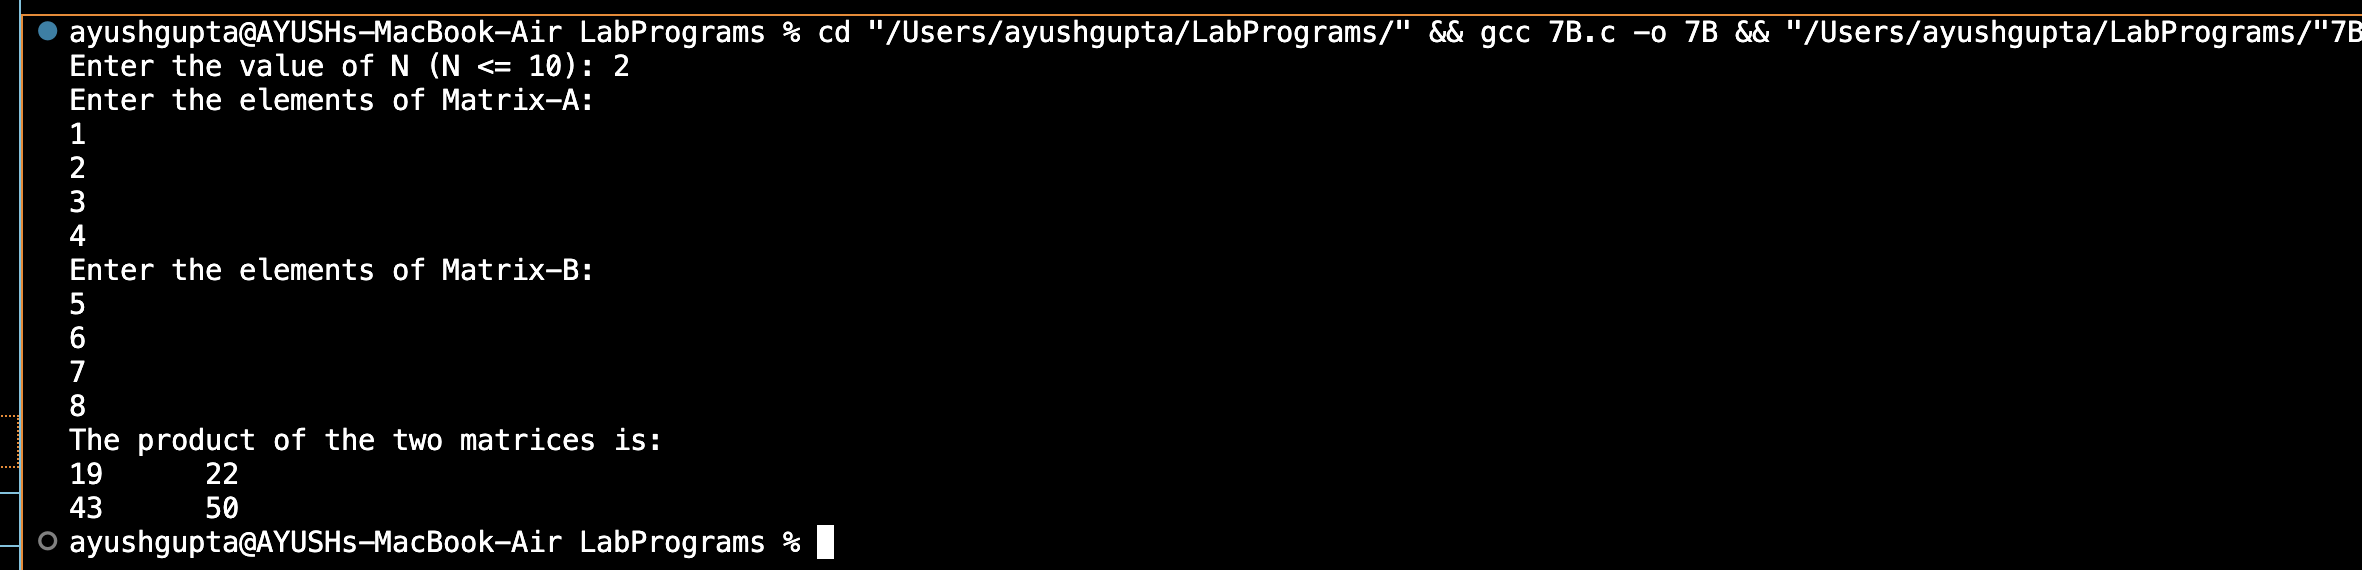 ayushgupta@AYUSHs-MacBook-Air LabPrograms % cd "/Users/ayushgupta/LabPrograms/" && gcc 7B.c -o 7B && "/Users/ayushgupta/LabPrograms/"7B
Enter the value of N (N <= 10): 2
Enter the elements of Matrix-A:
1
2
3
4
Enter the elements of Matrix-B:
5
6
7
8
The product of the two matrices is:
19      22
43      50
ayushgupta@AYUSHs-MacBook-Air LabPrograms %